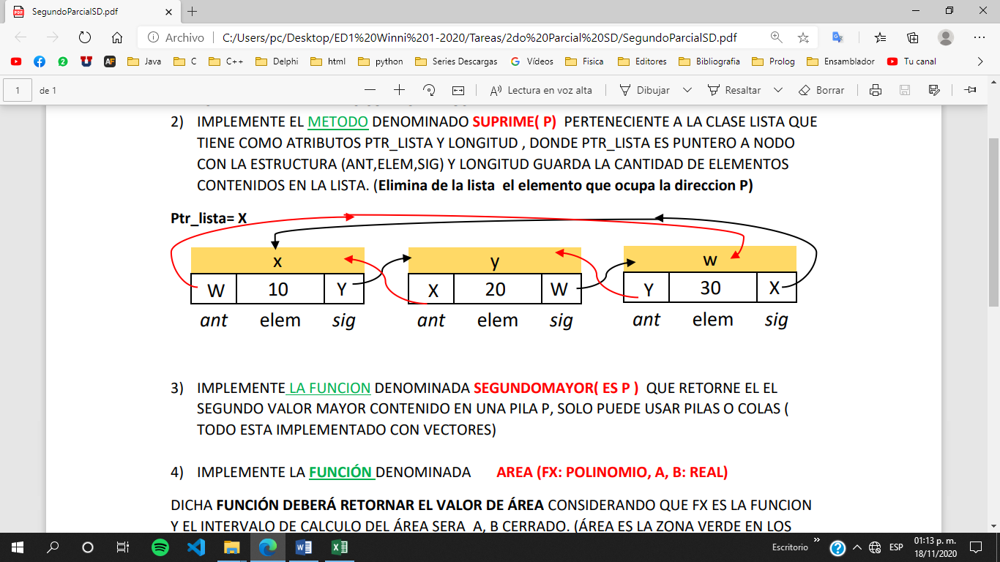 SegundoParcialSD.pdf
Archivo C:/Users/pc/Desktop/ED1%20Winni%201-2020/Tareas/2do%20Parcial%20SD/SegundoParcialSD.pdf
2 AF Java C C++ Delphi html python Series Descargas G Vídeos Fisica Editores Bibliografia Prolog Ensamblador Tu canal
1 de 1 Lectura en voz alta Dibujar Resaltar Borrar
2) IMPLEMENTE EL METODO DENOMINADO SUPRIME( P) PERTENECIENTE A LA CLASE LISTA QUE
TIENE COMO ATRIBUTOS PTR_LISTA Y LONGITUD , DONDE PTR_LISTA ES PUNTERO A NODO
CON LA ESTRUCTURA (ANT,ELEM,SIG) Y LONGITUD GUARDA LA CANTIDAD DE ELEMENTOS
CONTENIDOS EN LA LISTA. (Elimina de la lista el elemento que ocupa la direccion P)
Ptr_lista= X
x y w
W 10 Y X 20 W Y 30 X
ant elem sig ant elem sig ant elem sig
3) IMPLEMENTE LA FUNCION DENOMINADA SEGUNDOMAYOR( ES P ) QUE RETORNE EL EL
SEGUNDO VALOR MAYOR CONTENIDO EN UNA PILA P, SOLO PUEDE USAR PILAS O COLAS (
TODO ESTA IMPLEMENTADO CON VECTORES)
4) IMPLEMENTE LA FUNCIÓN DENOMINADA AREA (FX: POLINOMIO, A, B: REAL)
DICHA FUNCIÓN DEBERÁ RETORNAR EL VALOR DE ÁREA CONSIDERANDO QUE FX ES LA FUNCION
Y EL INTERVALO DE CALCULO DEL ÁREA SERA A, B CERRADO. (ÁREA ES LA ZONA VERDE EN LOS
Escritorio ESP 01:13 p. m.
18/11/2020